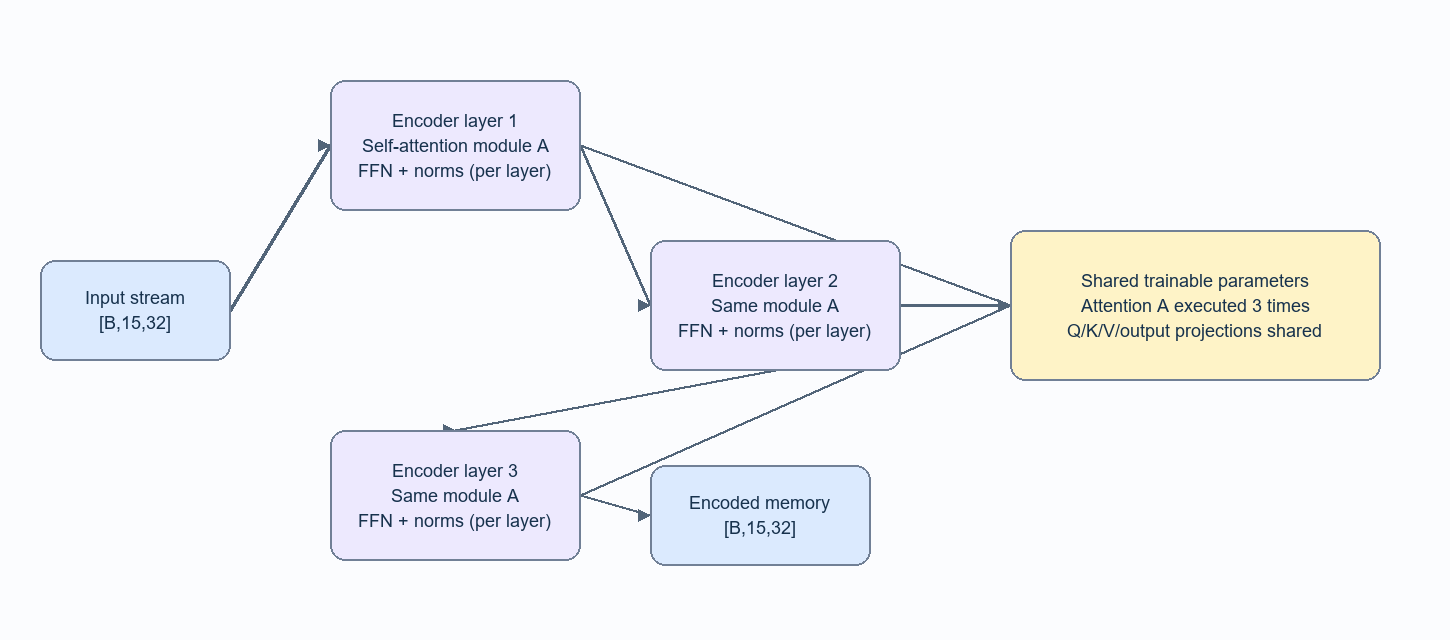 Encoder layer 1
Self-attention module A
FFN + norms (per layer)
Input stream
[B,15,32]
Encoder layer 2
Same module A
FFN + norms (per layer)
Shared trainable parameters
Attention A executed 3 times
Q/K/V/output projections shared
Encoder layer 3
Same module A
FFN + norms (per layer)
Encoded memory
[B,15,32]